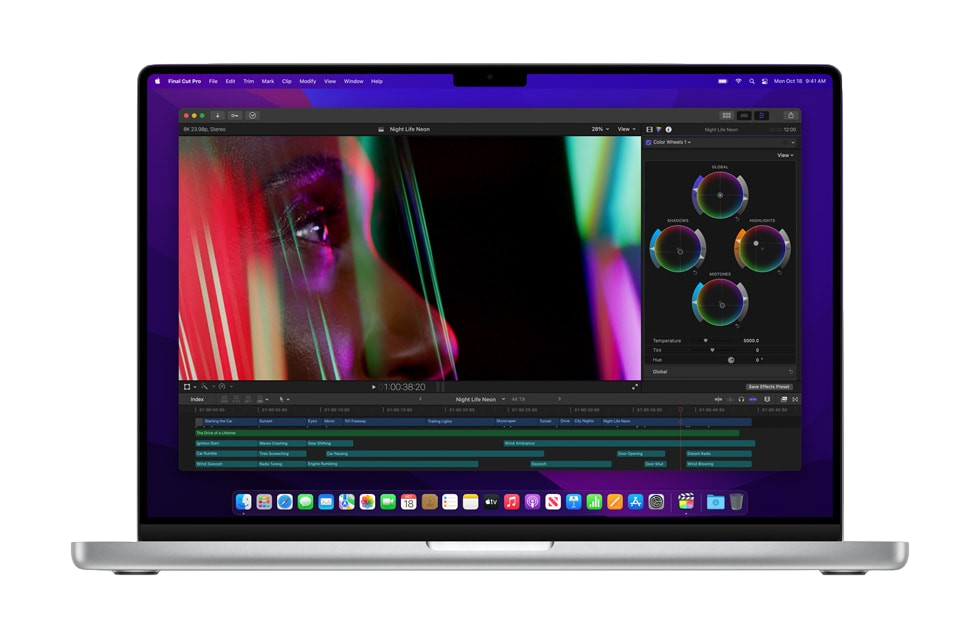 Final Cut Pro File Edit Trim Mark Clip Modify View Window Help Mon Oct 18 9:41 AM
8K 23.98p, Stereo Night Life Neon 28% View Night Life Neon 12:00
Color Wheels 1
View
GLOBAL
SHADOWS HIGHLIGHTS
MIDTONES
Temperature 5000.0
Tint 0
Hue 0 °
Global
1:00:38:20 Save Effects Preset
Index Night Life Neon
Starting the Car Sunset Eyes Mirror NY Freeway Trailing Lights Skyscraper Tunnel Drive City Nights Night Life Neon
The Drive of a Lifetime
Ignition Start Waves Crashing Gear Shifting Wind Ambience
Car Rumble Tires Screeching Car Passing Door Opening Distant Radio
Wind Swoosh Radio Tuning Engine Rumbling Swoosh Door Shut Wind Blowing
18
tv